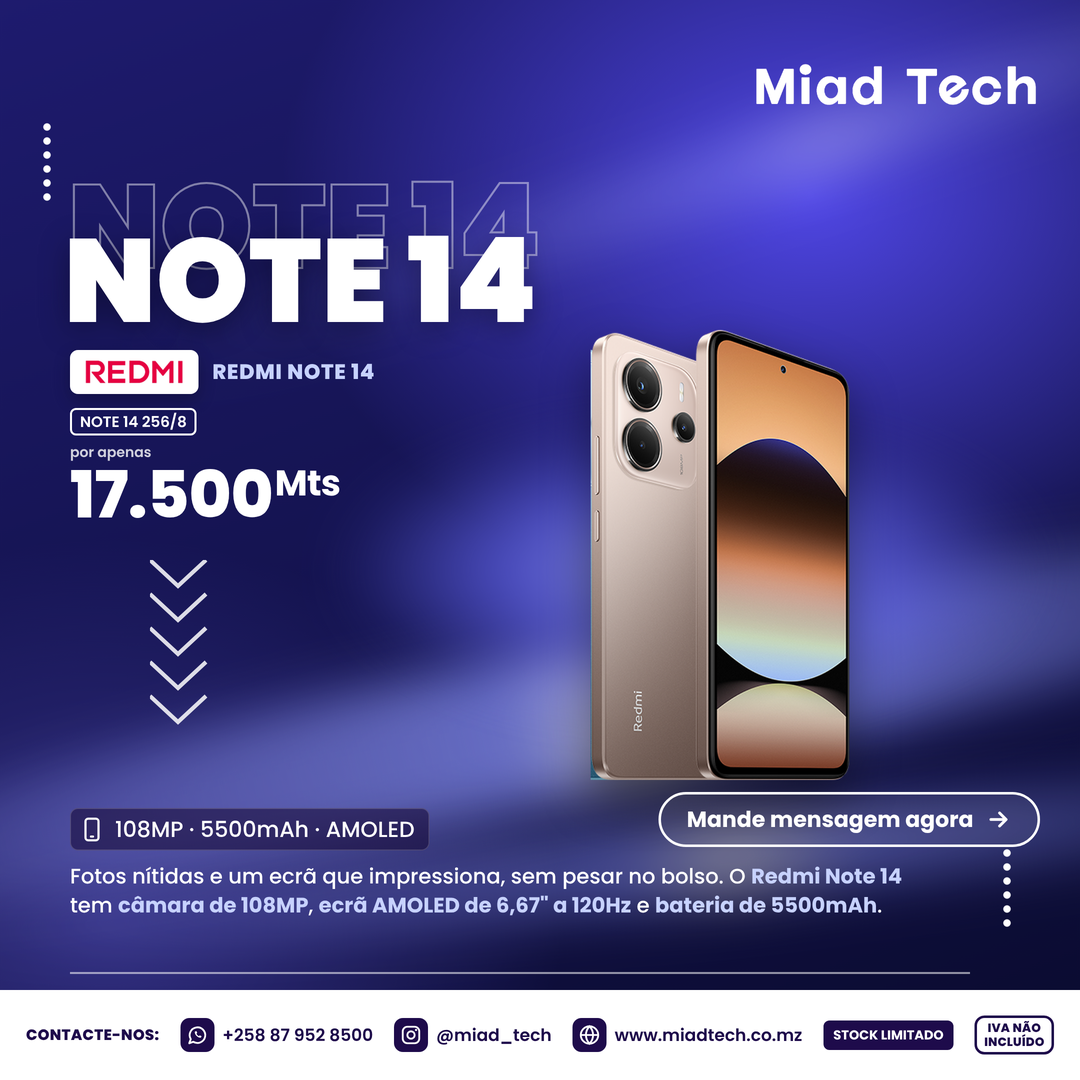 Miad Tech
NOTE 14
NOTE 14
REDMI REDMI NOTE 14
NOTE 14 256/8
por apenas
17.500Mts
Redmi
108MP · 5500mAh · AMOLED
Mande mensagem agora →
Fotos nítidas e um ecrã que impressiona, sem pesar no bolso. O Redmi Note 14
tem câmara de 108MP, ecrã AMOLED de 6,67" a 120Hz e bateria de 5500mAh.
CONTACTE-NOS: +258 87 952 8500 @miad_tech www.miadtech.co.mz STOCK LIMITADO
IVA NÃO
INCLUÍDO